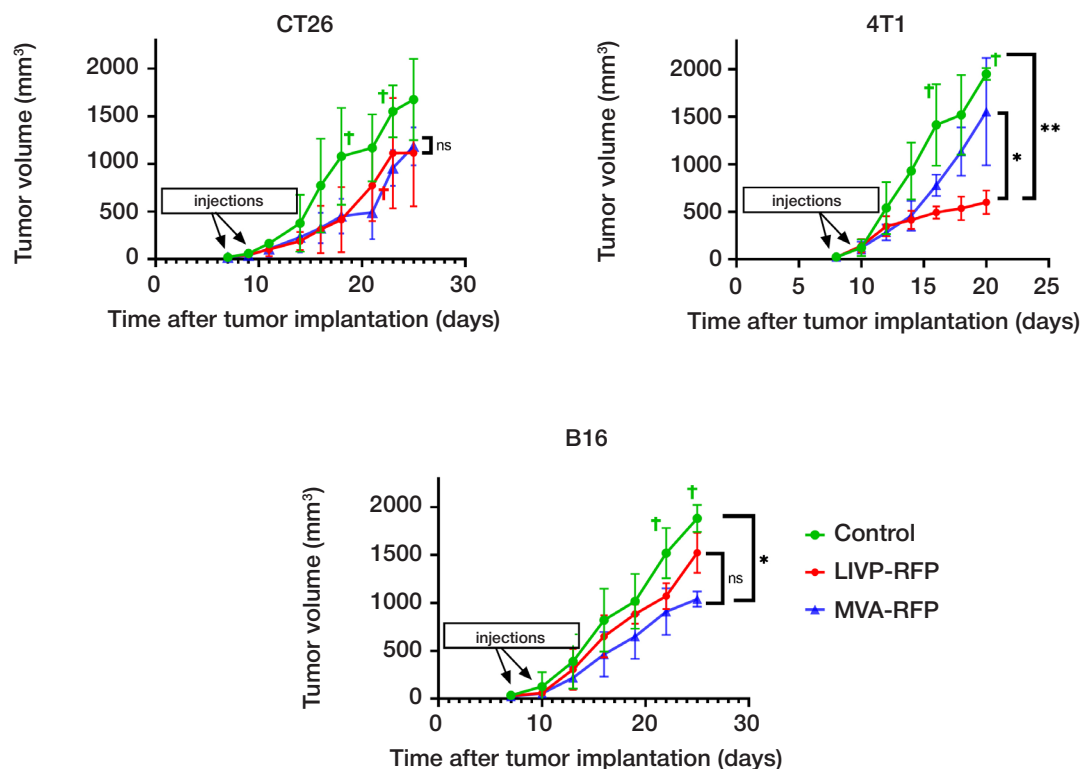 CT26
Tumor volume (mm³)
2000
1500
1000
500
0
injections
†
†
†
ns
0 10 20 30
Time after tumor implantation (days)
4T1
Tumor volume (mm³)
2000
1500
1000
500
0
injections
†
†
*
**
0 5 10 15 20 25
Time after tumor implantation (days)
B16
Tumor volume (mm³)
2000
1500
1000
500
0
injections
†
†
ns
*
0 10 20 30
Time after tumor implantation (days)
Control
LIVP-RFP
MVA-RFP